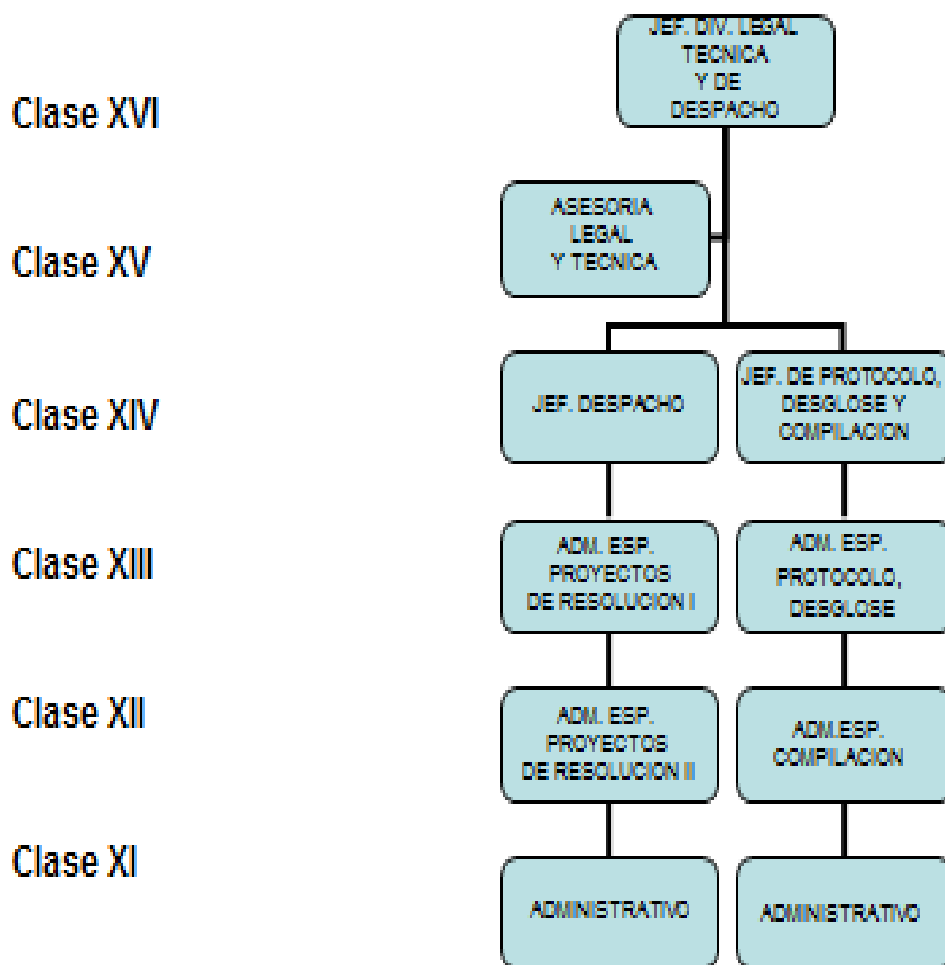 JEF. DIV. LEGAL
TECNICA
Y DE
DESPACHO
Clase XVI
ASESORIA
LEGAL
Y TECNICA
Clase XV
JEF. DESPACHO
JEF. DE PROTOCOLO,
DESGLOSE Y
COMPILACION
Clase XIV
ADM. ESP.
PROYECTOS
DE RESOLUCION I
ADM. ESP.
PROTOCOLO,
DESGLOSE
Clase XIII
ADM. ESP.
PROYECTOS
DE RESOLUCION II
ADM.ESP.
COMPILACION
Clase XII
Clase XI
ADMINISTRATIVO
ADMINISTRATIVO